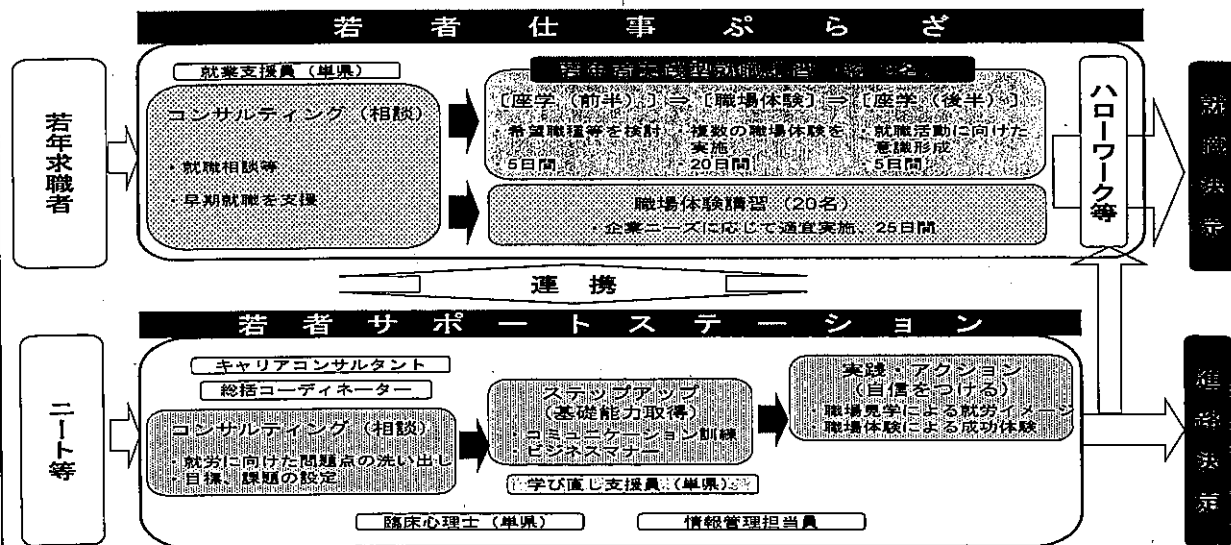 若者仕事ぷらざ
若年求職者
就業支援員（単県）
コンサルティング（相談）
・就職相談等
・早期就職を支援
［座学（前半）］⇒［職場体験］⇒［座学（後半）］
・希望職種等を検討
・5日間
・複数の職場体験を
実施
・20日間
・就職活動に向けた
意識形成
・5日間
職場体験講習（20名）
・企業ニーズに応じて適宜実施、25日間
ハローワーク等
就職決定
連携
若者サポートステーション
ニート等
キャリアコンサルタント
総括コーディネーター
コンサルティング（相談）
・就労に向けた問題点の洗い出し
・目標、課題の設定
ステップアップ
（基礎能力取得）
・コミュニケーション訓練
・ビジネスマナー
学び直し支援員（単県）
実践・アクション
（自信をつける）
・職場見学による就労イメージ
職場体験による成功体験
臨床心理士（単県）
情報管理担当員
進路決定